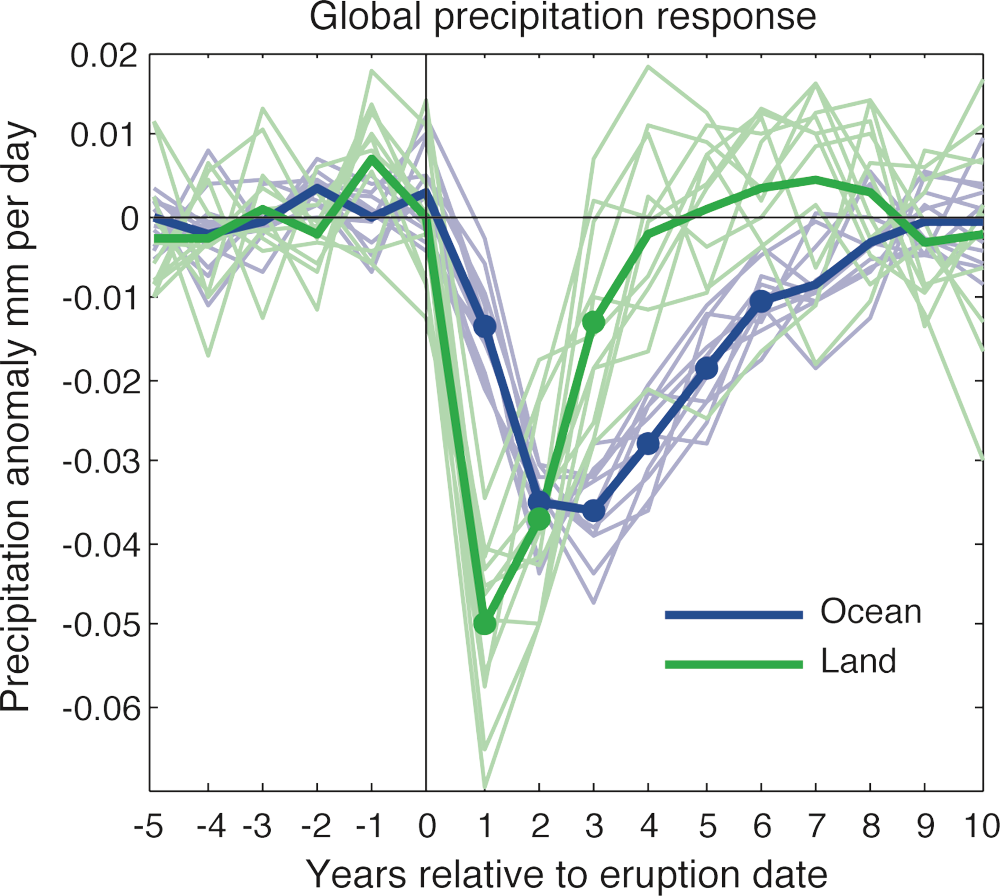 Global precipitation response
Precipitation anomaly mm per day
0.02
0.01
0
-0.01
-0.02
-0.03
-0.04
-0.05
-0.06
Ocean
Land
-5 -4 -3 -2 -1 0 1 2 3 4 5 6 7 8 9 10
Years relative to eruption date